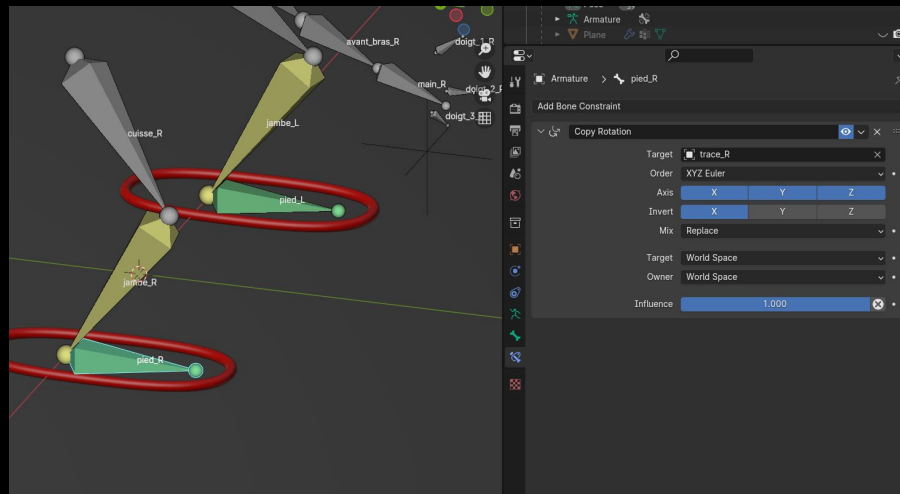 Armature
Plane
Armature > pied_R
Add Bone Constraint
Copy Rotation
Target trace_R
Order XYZ Euler
Axis X Y Z
Invert X Y Z
Mix Replace
Target World Space
Owner World Space
Influence 1.000
avant_bras_R
doigt_1_R
main_R
doigt_2_R
doigt_3
cuisse_R
jambe_L
pied_L
jambe_R
pied_R